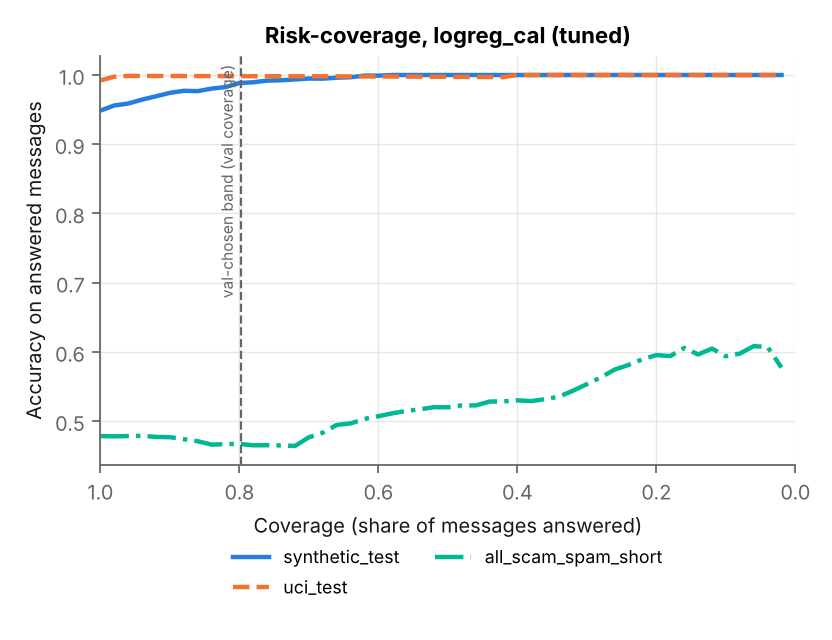 Risk-coverage, logreg_cal (tuned)
Accuracy on answered messages
1.0
0.9
0.8
0.7
0.6
0.5
val-chosen band (val coverage)
1.0 0.8 0.6 0.4 0.2 0.0
Coverage (share of messages answered)
synthetic_test all_scam_spam_short
uci_test